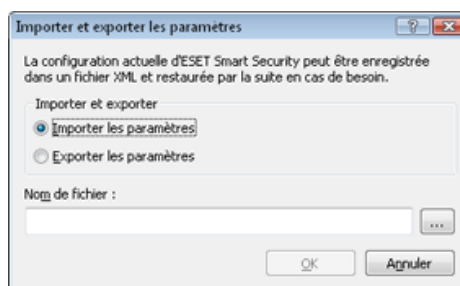 Importer et exporter les paramètres
La configuration actuelle d'ESET Smart Security peut être enregistrée
dans un fichier XML et restaurée par la suite en cas de besoin.
Importer et exporter
Importer les paramètres
Exporter les paramètres
Nom de fichier :
...
OK
Annuler